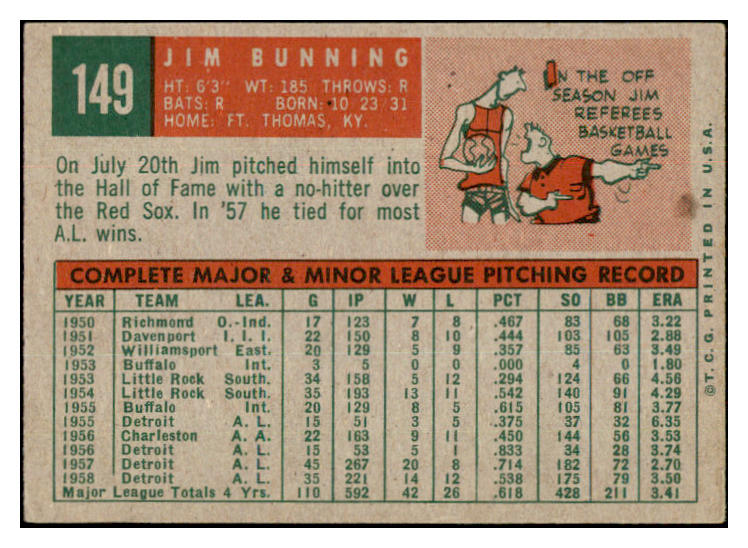 149
JIM BUNNING
HT: 6'3" WT: 185 THROWS: R
BATS: R BORN: 10 23 31
HOME: FT. THOMAS, KY.
IN THE OFF
SEASON JIM
REFEREES
BASKETBALL
GAMES
On July 20th Jim pitched himself into
the Hall of Fame with a no-hitter over
the Red Sox. In '57 he tied for most
A.L. wins.
COMPLETE MAJOR & MINOR LEAGUE PITCHING RECORD
YEAR TEAM LEA. G IP W L PCT SO BB ERA
1950 Richmond O.-Ind. 17 123 7 8 .467 83 68 3.22
1951 Davenport I. I. I. 22 150 8 10 .444 103 105 2.88
1952 Williamsport East. 20 129 5 9 .357 85 63 3.49
1953 Buffalo Int. 3 5 0 0 .000 4 0 1.80
1953 Little Rock South. 34 158 5 12 .294 124 66 4.56
1954 Little Rock South. 35 193 13 11 .542 140 91 4.29
1955 Buffalo Int. 20 129 8 5 .615 105 81 3.77
1955 Detroit A. L. 15 51 3 5 .375 37 32 6.35
1956 Charleston A. A. 22 163 9 11 .450 144 56 3.53
1956 Detroit A. L. 15 53 5 1 .833 34 28 3.74
1957 Detroit A. L. 45 267 20 8 .714 182 72 2.70
1958 Detroit A. L. 35 221 14 12 .538 175 79 3.50
Major League Totals 4 Yrs. 110 592 42 26 .618 428 211 3.41
©T.C.G. PRINTED IN U.S.A.